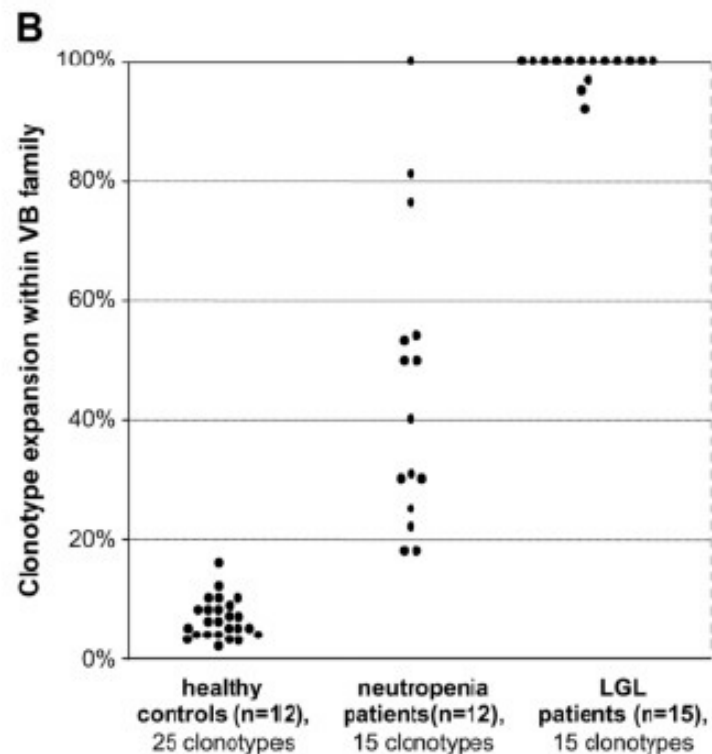 B
100%
80%
60%
40%
20%
0%
Clonotype expansion within VB family
healthy
controls (n=12),
25 clonotypes
neutropenia
patients(n=12),
15 clonotypes
LGL
patients (n=15),
15 clonotypes